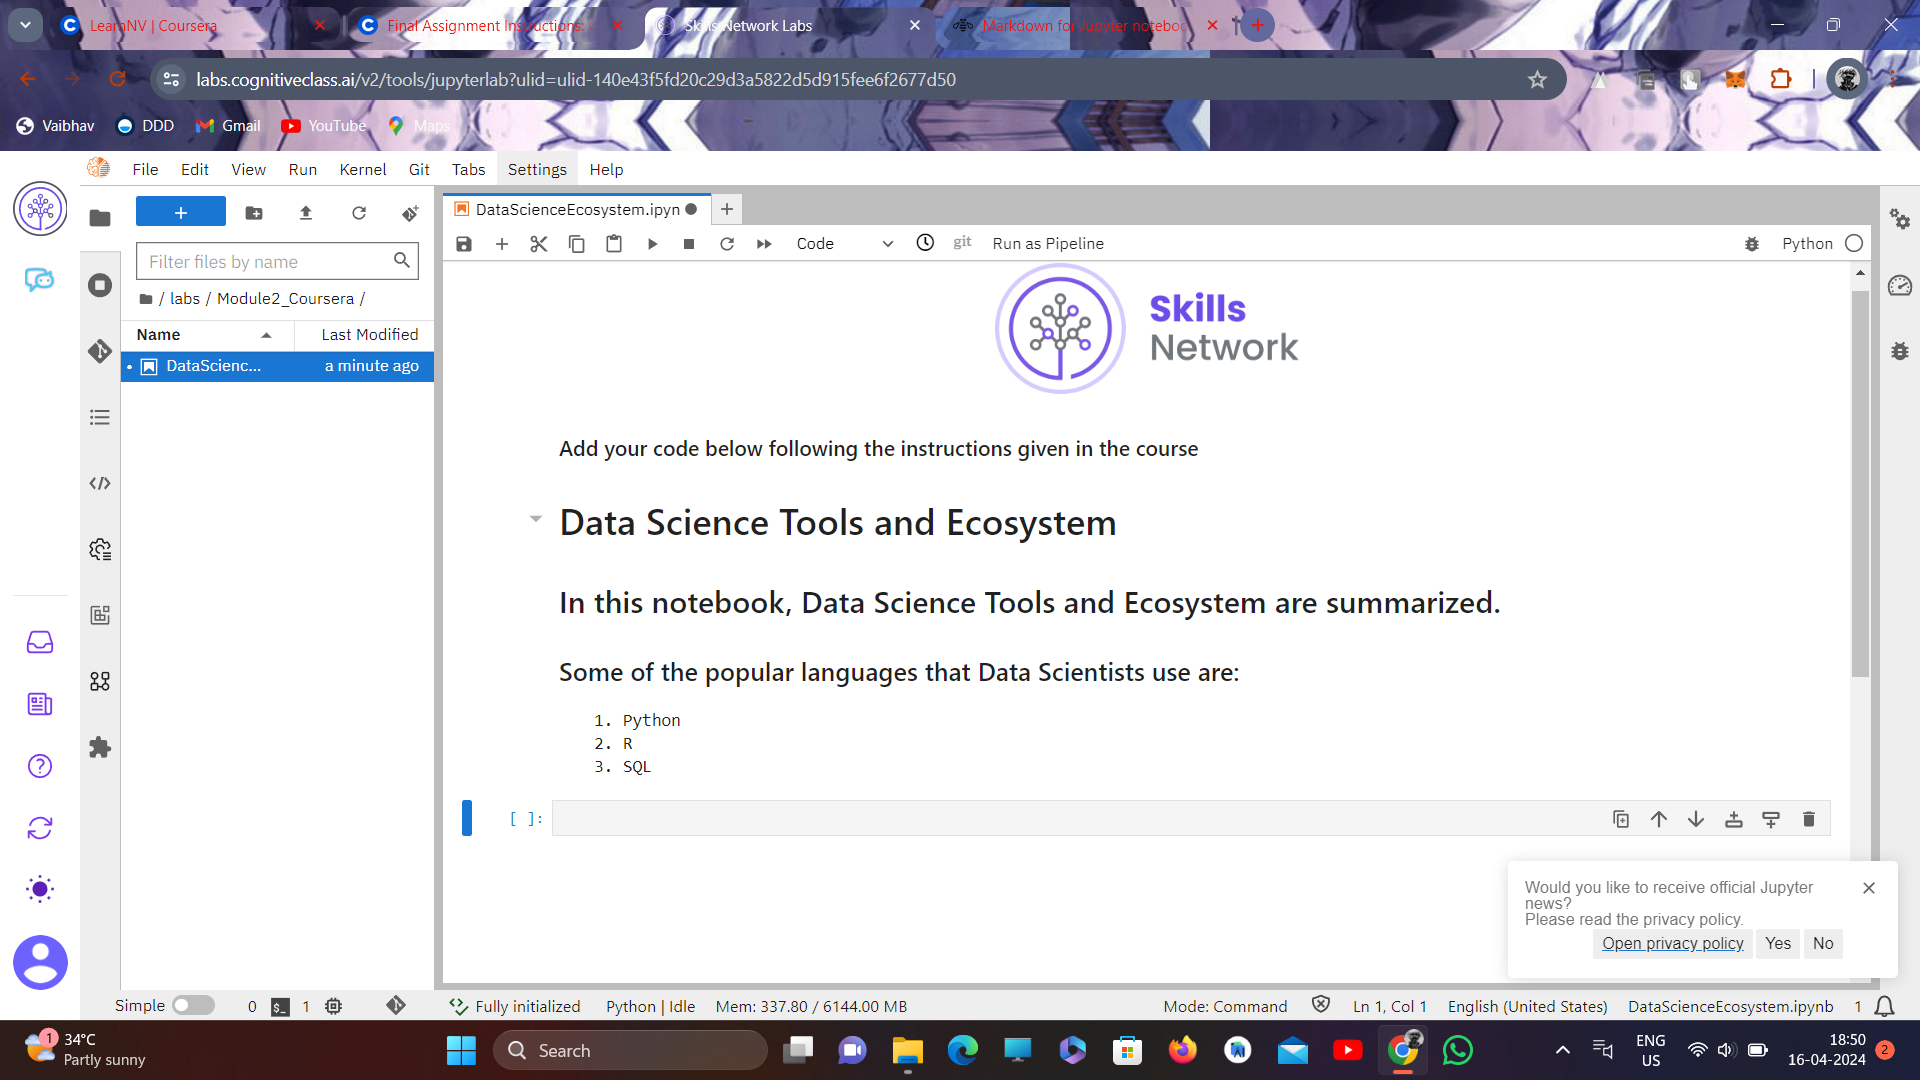 LearnNV | Coursera
Final Assignment Instructions:
Skills Network Labs
Markdown for Jupyter noteboo
labs.cognitiveclass.ai/v2/tools/jupyterlab?ulid=ulid-140e43f5fd20c29d3a5822d5d915fee6f2677d50
Vaibhav DDD Gmail YouTube Maps
File Edit View Run Kernel Git Tabs Settings Help
DataScienceEcosystem.ipyn
Code git Run as Pipeline Python
Filter files by name
/ labs / Module2_Coursera /
Name Last Modified
DataScienc... a minute ago
Skills
Network
Add your code below following the instructions given in the course
Data Science Tools and Ecosystem
In this notebook, Data Science Tools and Ecosystem are summarized.
Some of the popular languages that Data Scientists use are:
1. Python
2. R
3. SQL
[ ]:
Would you like to receive official Jupyter
news?
Please read the privacy policy.
Open privacy policy Yes No
Simple 0 $_ 1 Fully initialized Python | Idle Mem: 337.80 / 6144.00 MB Mode: Command Ln 1, Col 1 English (United States) DataScienceEcosystem.ipynb 1
1 34°C
Partly sunny
Search
ENG
US
18:50
16-04-2024
2